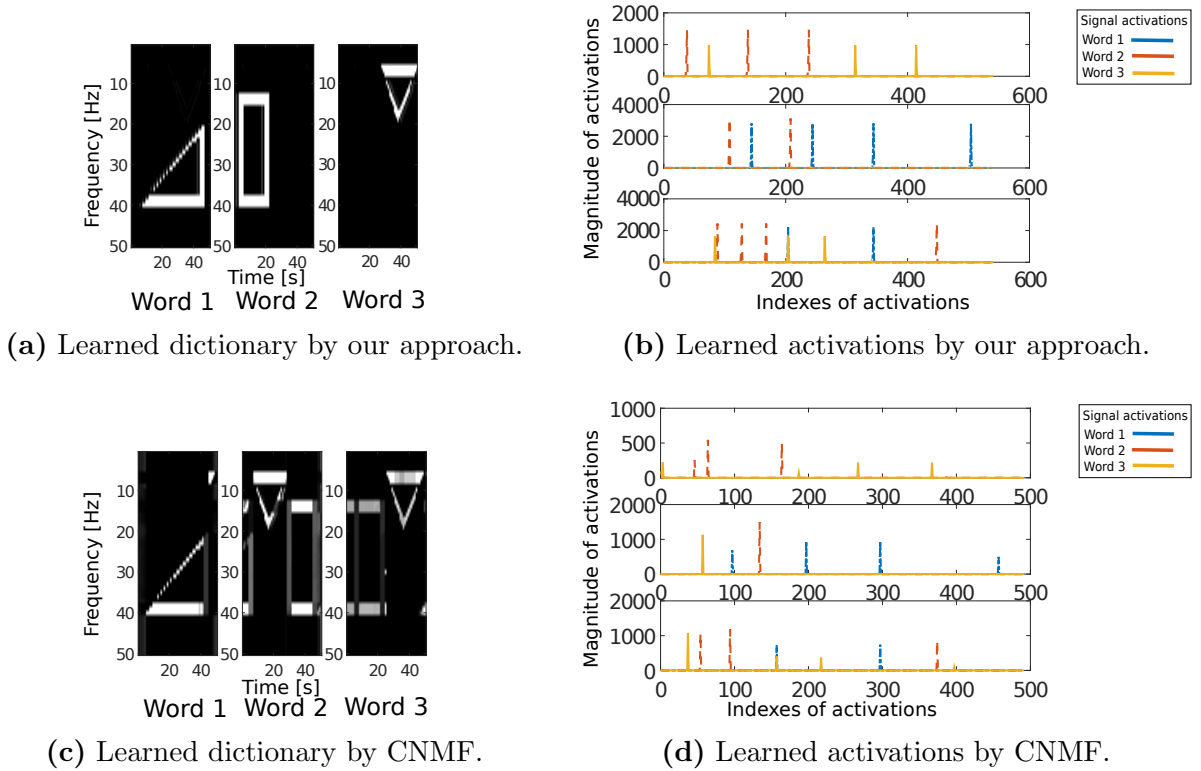 Frequency [Hz]
10 20 30 40 50
10 20 30 40 50
10 20 30 40 50
20 40
20 40
20 40
Time [s]
Word 1 Word 2 Word 3
(a) Learned dictionary by our approach.
Magnitude of activations
2000
1000
0
0 200 400 600
4000
2000
0
0 200 400 600
4000
2000
0
0 200 400 600
Indexes of activations
Signal activations
Word 1
Word 2
Word 3
(b) Learned activations by our approach.
Frequency [Hz]
10 20 30 40 50
10 20 30 40 50
10 20 30 40 50
20 40
20 40
20 40
Time [s]
Word 1 Word 2 Word 3
(c) Learned dictionary by CNMF.
Magnitude of activations
1000
500
0
0 100 200 300 400 500
2000
1000
0
0 100 200 300 400 500
2000
1000
0
0 100 200 300 400 500
Indexes of activations
Signal activations
Word 1
Word 2
Word 3
(d) Learned activations by CNMF.